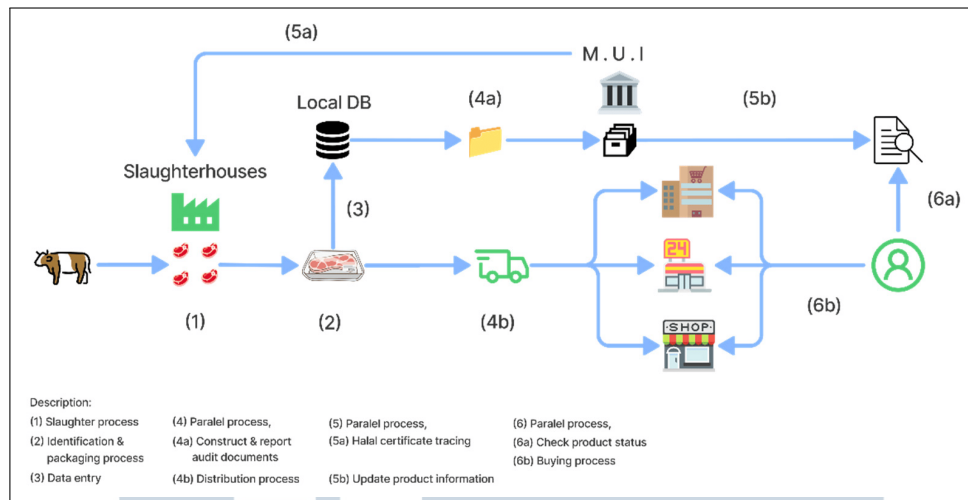 (5a)
M.U.I
Local DB
(4a)
(5b)
Slaughterhouses
(3)
(6a)
24
(1)
(2)
(4b)
(6b)
SHOP
Description:
(1) Slaughter process
(2) Identification &
packaging process
(3) Data entry
(4) Paralel process,
(4a) Construct & report
audit documents
(4b) Distribution process
(5) Paralel process,
(5a) Halal certificate tracing
(5b) Update product information
(6) Paralel process,
(6a) Check product status
(6b) Buying process